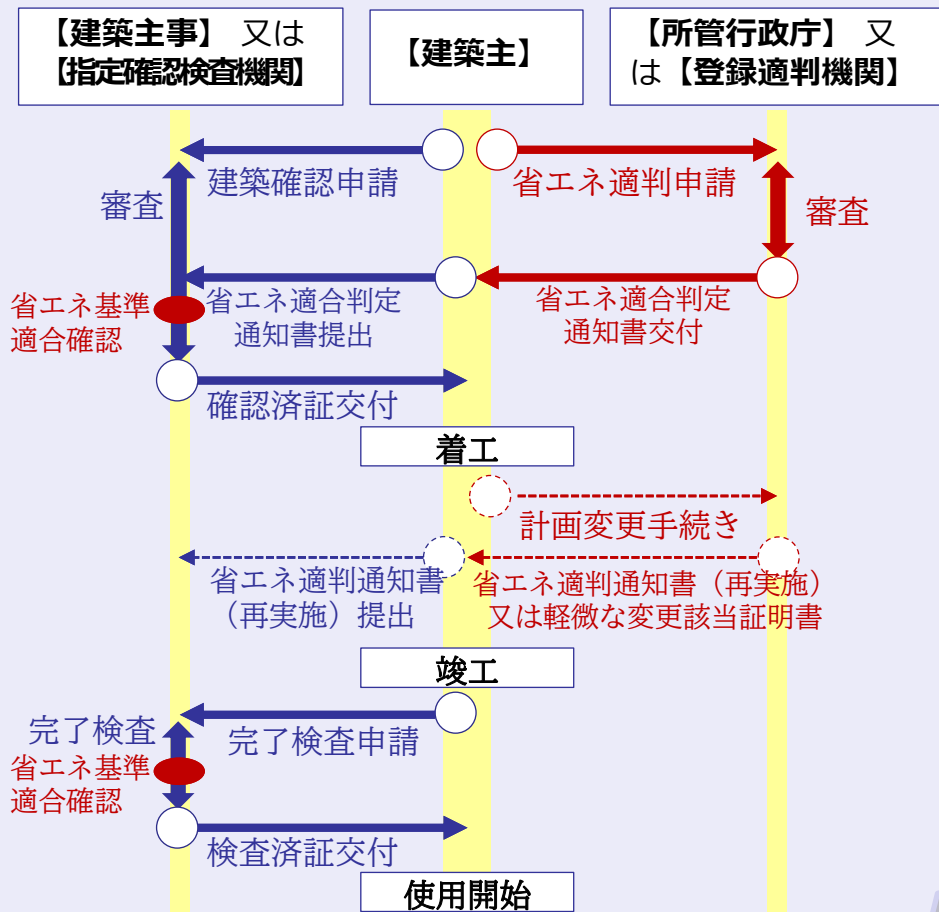 【建築主事】 又は
【指定確認検査機関】
【建築主】
【所管行政庁】 又
は【登録適判機関】
建築確認申請
省エネ適判申請
審査
審査
省エネ基準
適合確認
省エネ適合判定
通知書提出
省エネ適合判定
通知書交付
確認済証交付
着工
計画変更手続き
省エネ適判通知書
（再実施）提出
省エネ適判通知書（再実施）
又は軽微な変更該当証明書
竣工
完了検査
完了検査申請
省エネ基準
適合確認
検査済証交付
使用開始